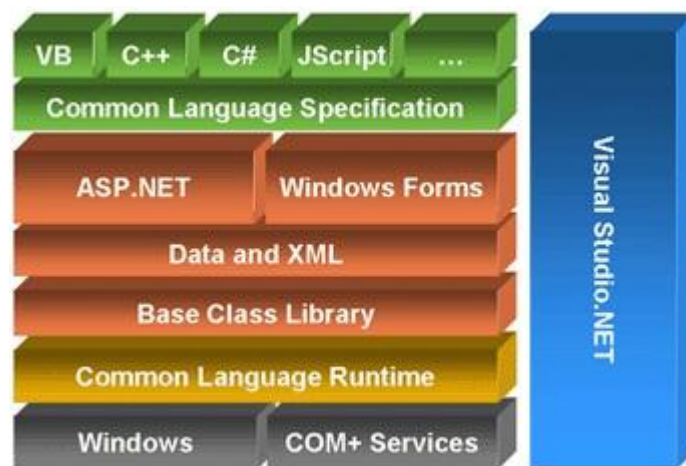 VB C++ C# JScript ...
Common Language Specification
ASP.NET Windows Forms
Data and XML
Base Class Library
Common Language Runtime
Windows COM+ Services
Visual Studio.NET